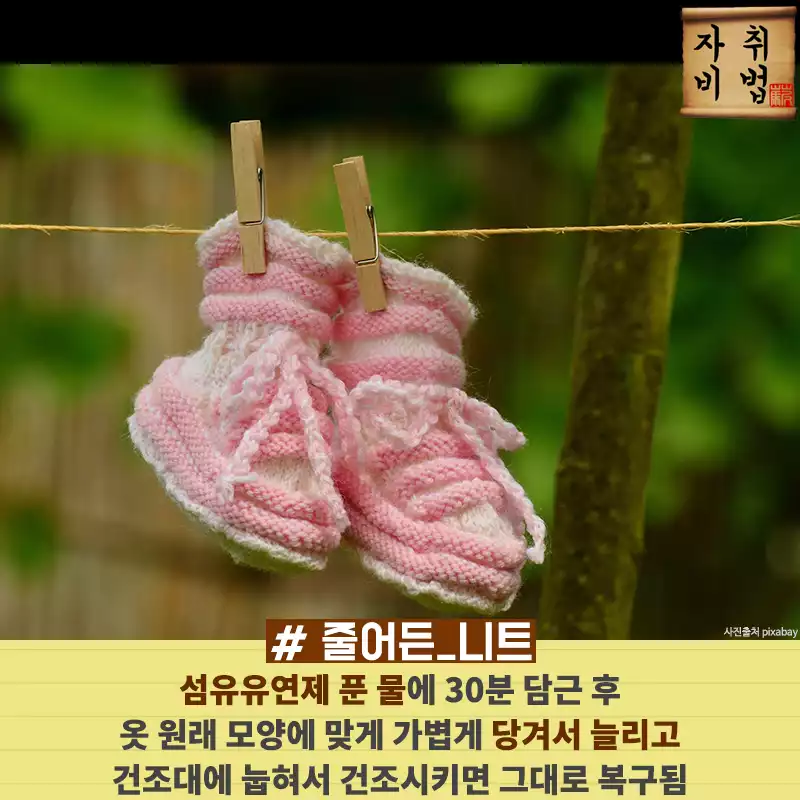 자취
비법
사진출처 pixabay
# 줄어든_니트
섬유유연제 푼 물에 30분 담근 후
옷 원래 모양에 맞게 가볍게 당겨서 늘리고
건조대에 눕혀서 건조시키면 그대로 복구됨